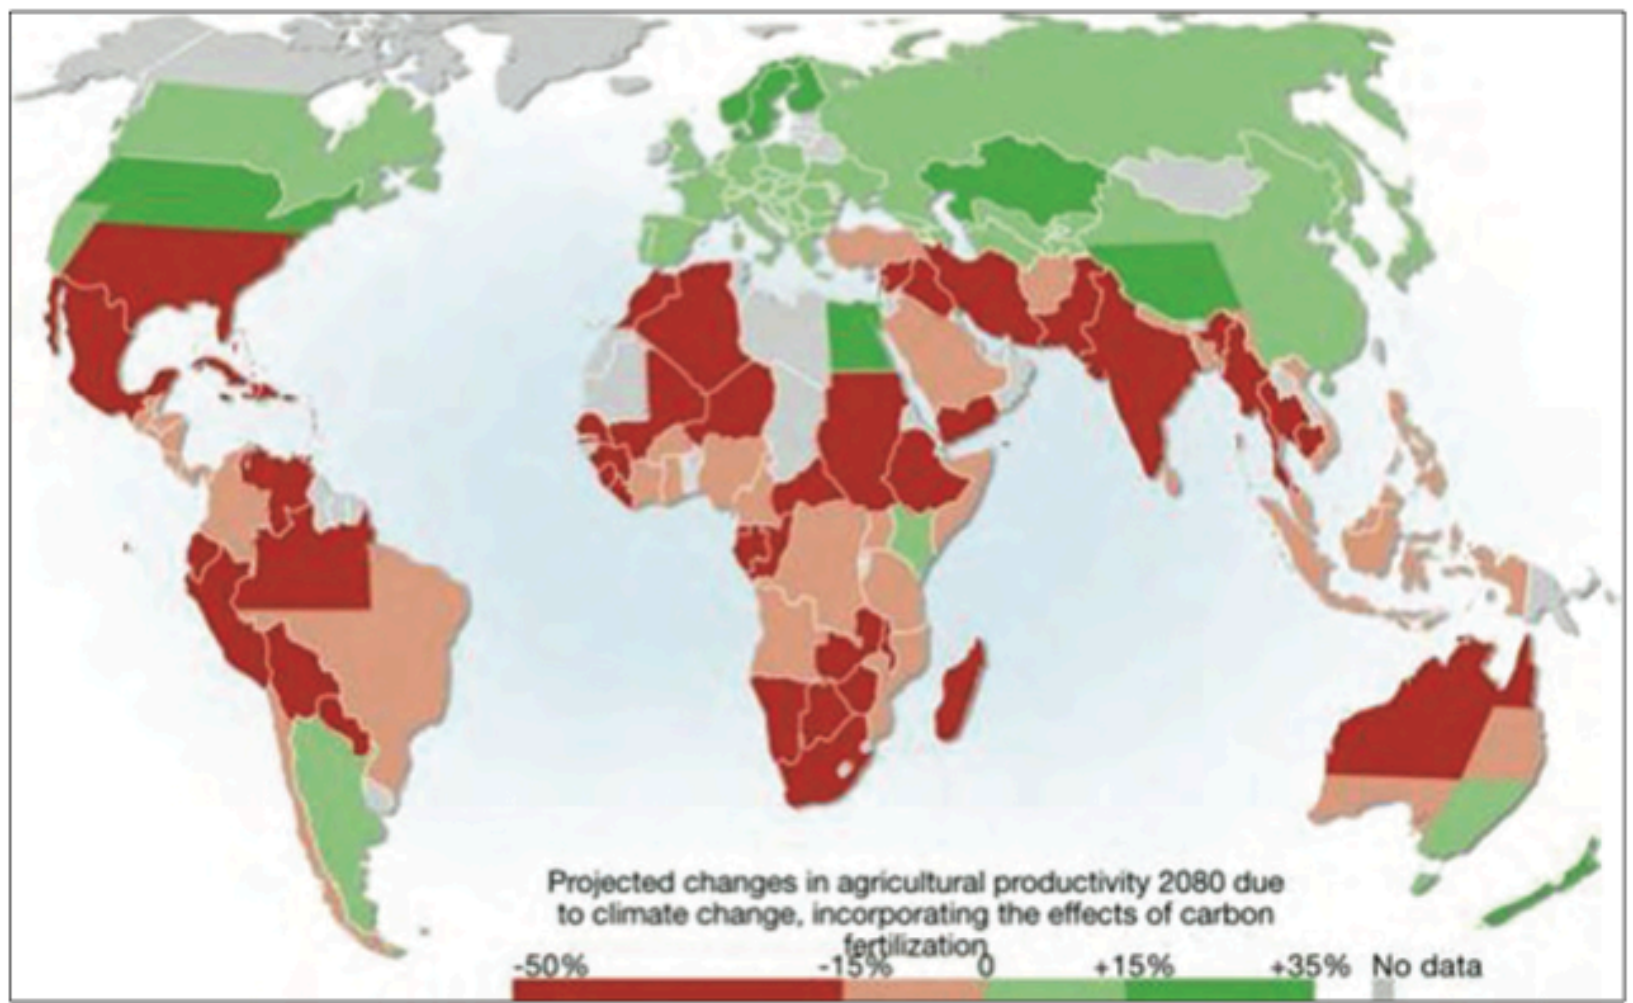 Projected changes in agricultural productivity 2080 due
to climate change, incorporating the effects of carbon
fertilization
-50% -15% 0 +15% +35% No data